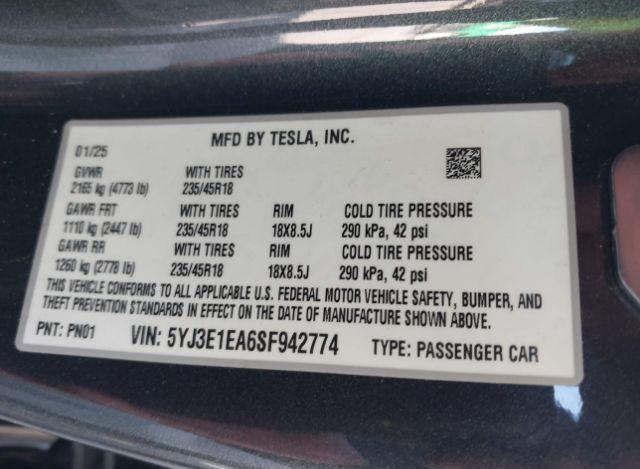 MFD BY TESLA, INC.
01/25
GVWR WITH TIRES
2165 kg (4773 lb) 235/45R18
GAWR FRT WITH TIRES RIM COLD TIRE PRESSURE
1110 kg (2447 lb) 235/45R18 18X8.5J 290 kPa, 42 psi
GAWR RR WITH TIRES RIM COLD TIRE PRESSURE
1260 kg (2778 lb) 235/45R18 18X8.5J 290 kPa, 42 psi
THIS VEHICLE CONFORMS TO ALL APPLICABLE U.S. FEDERAL MOTOR VEHICLE SAFETY, BUMPER, AND
THEFT PREVENTION STANDARDS IN EFFECT ON THE DATE OF MANUFACTURE SHOWN ABOVE.
PNT: PN01 VIN: 5YJ3E1EA6SF942774 TYPE: PASSENGER CAR